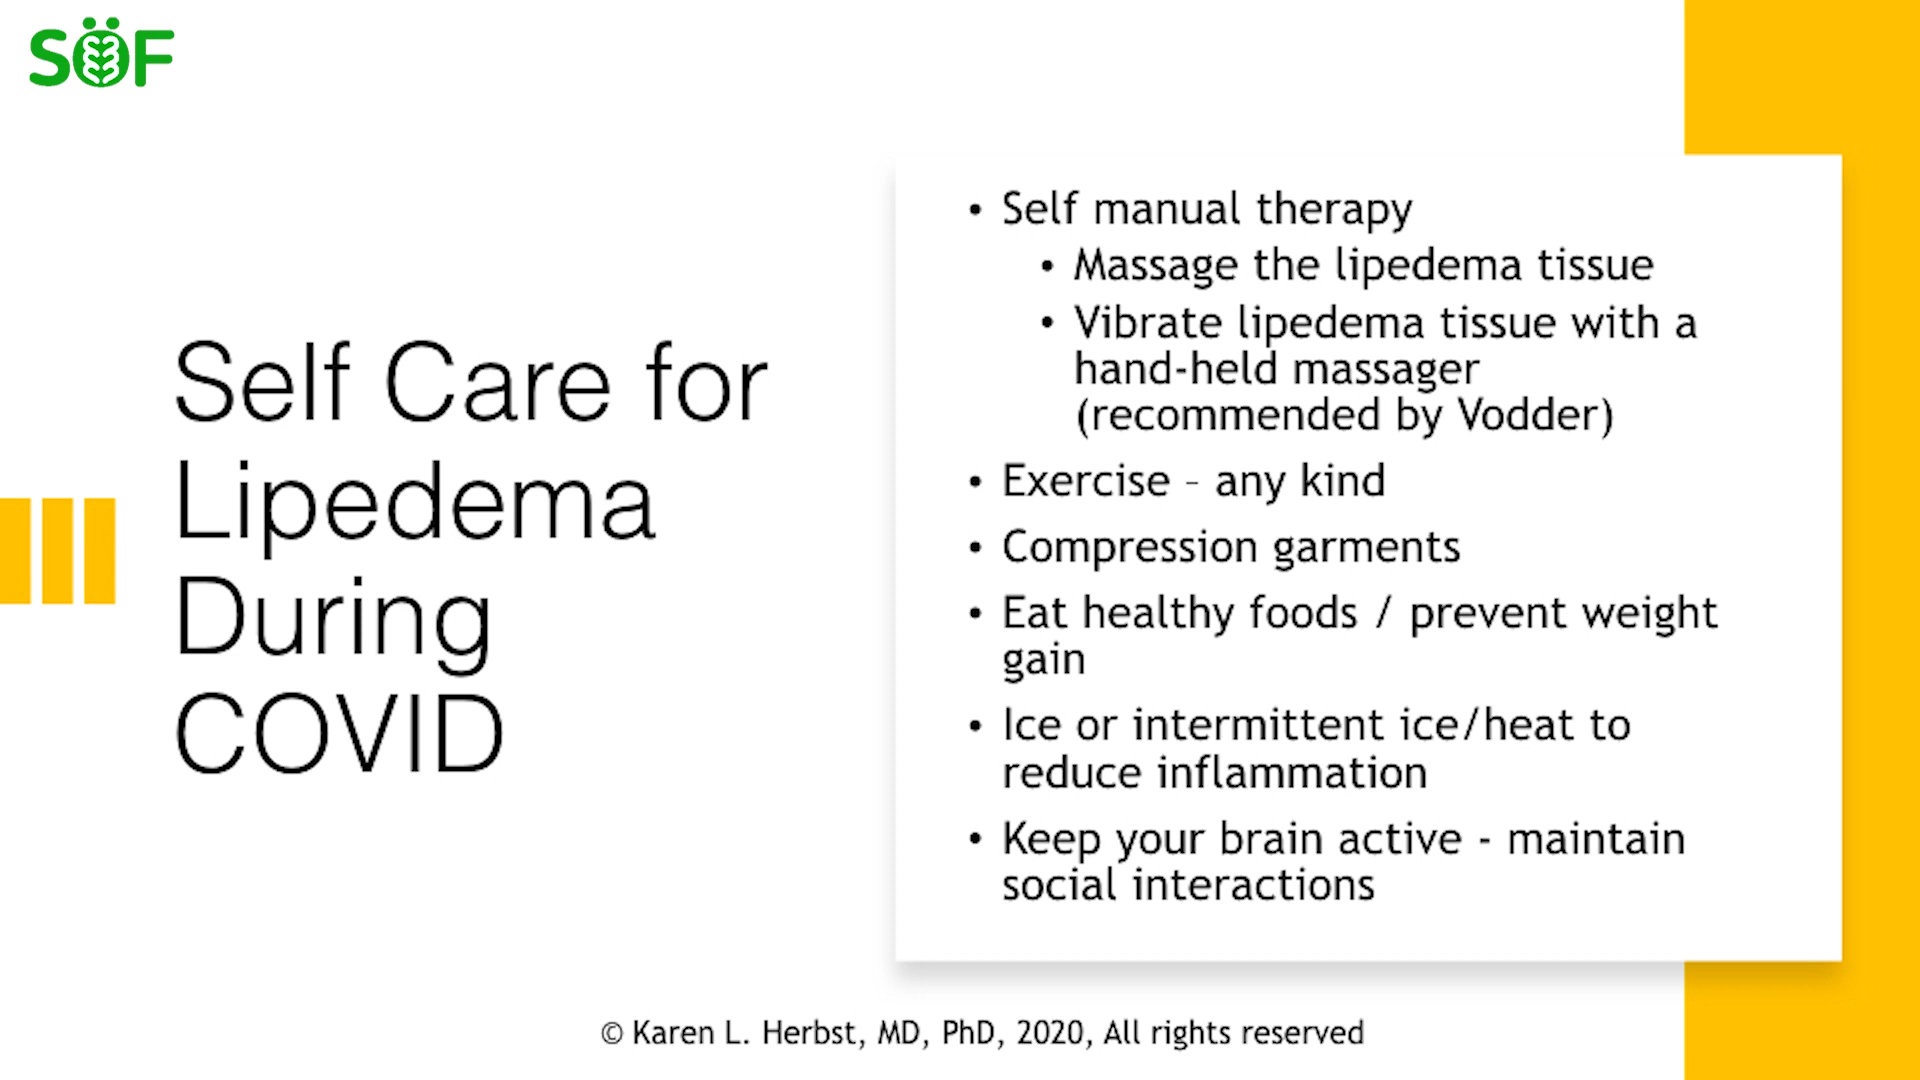 SÖF
Self Care for
Lipedema
During
COVID
• Self manual therapy
• Massage the lipedema tissue
• Vibrate lipedema tissue with a
hand-held massager
(recommended by Vodder)
• Exercise – any kind
• Compression garments
• Eat healthy foods / prevent weight
gain
• Ice or intermittent ice/heat to
reduce inflammation
• Keep your brain active - maintain
social interactions
© Karen L. Herbst, MD, PhD, 2020, All rights reserved